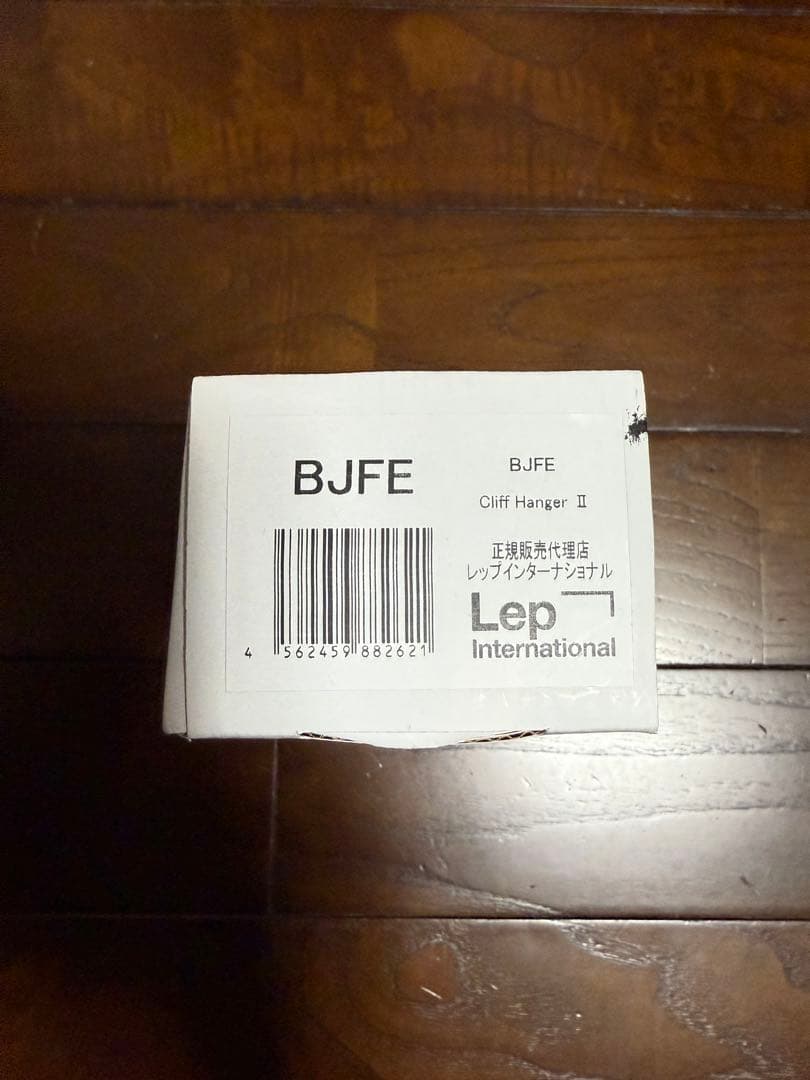 BJFE
4 562459 882621
BJFE
Cliff Hanger Ⅱ
正規販売代理店
レップインターナショナル
Lep
International